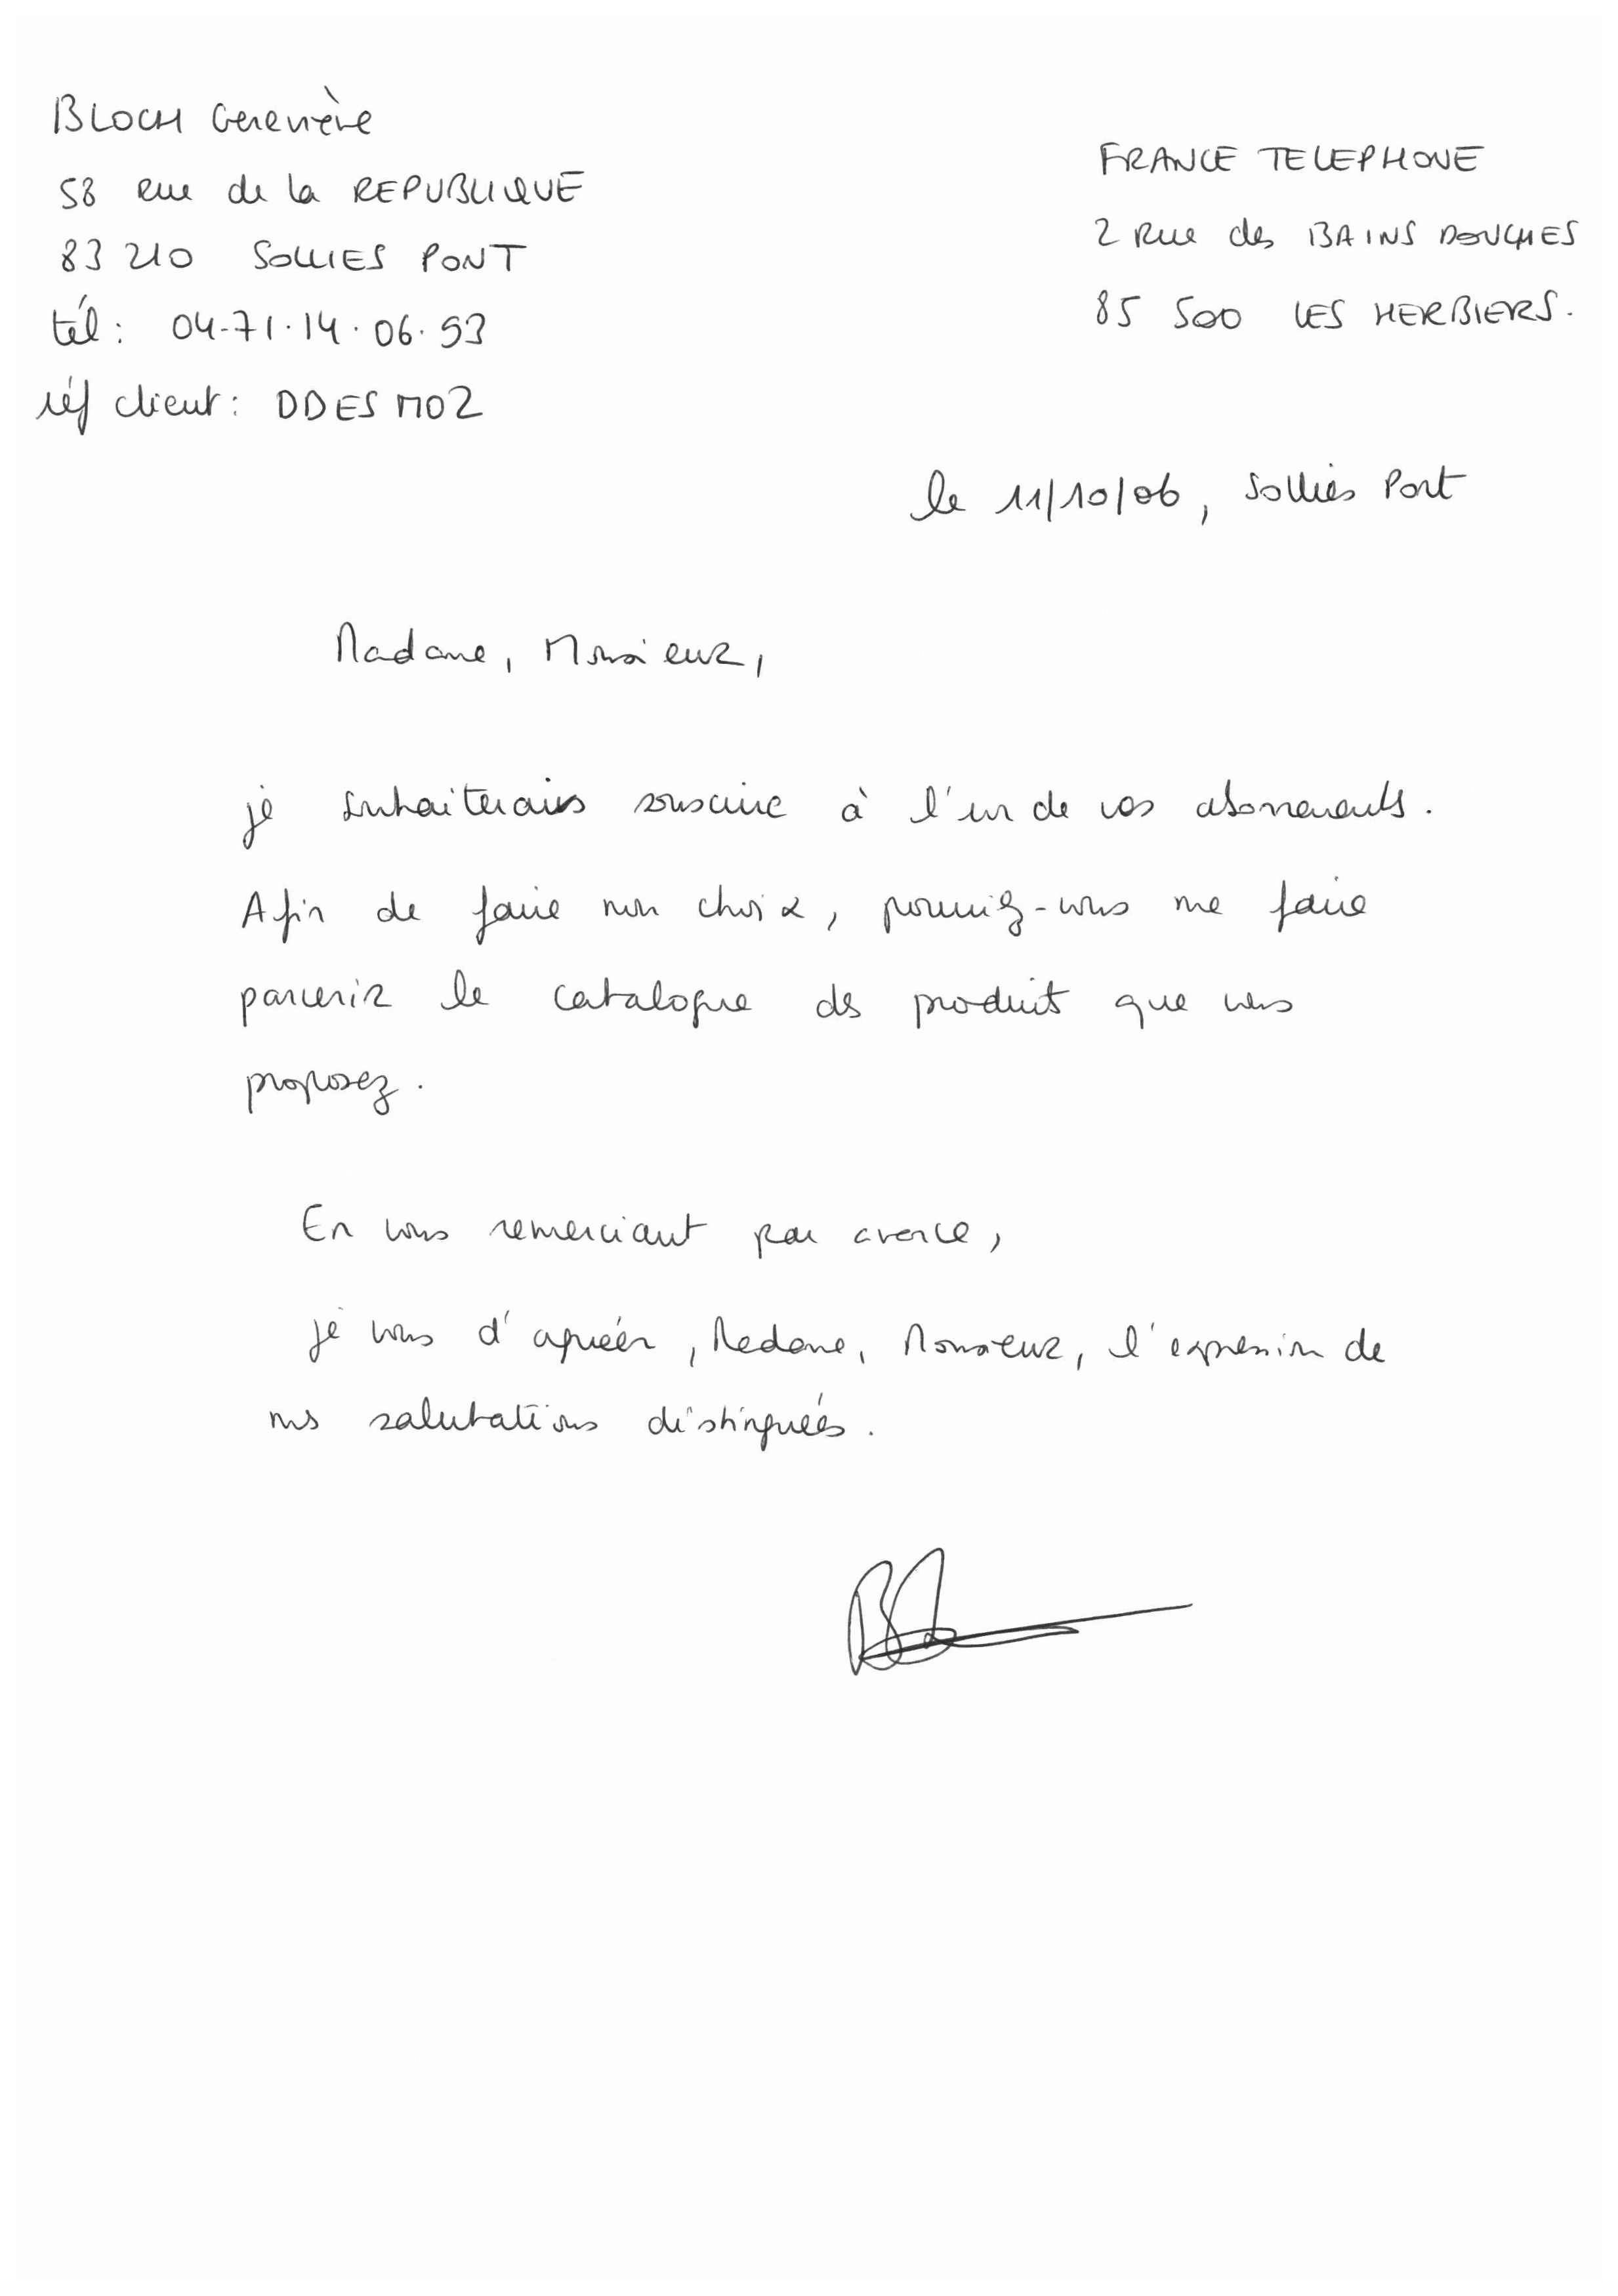 BLOCH Geneviève
58 Rue de la REPUBLIQUE
83 210 SOLLIES PONT
tél : 04-71.14.06.53
réf client : DDESM02
FRANCE TELEPHONE
2 Rue des BAINS DOUCHES
85 500 LES HERBIERS.
le 11/10/06, Solliès Pont
Madame, Monsieur,
je souhaiterais souscrire à l'un de vos abonnements.
Afin de faire mon choix, pourriez-vous me faire
parvenir le catalogue des produit que vous
proposez.
En vous remerciant par avance,
je vous d'agréer, Madame, Monsieur, l'expression de
mes salutations distinguées.